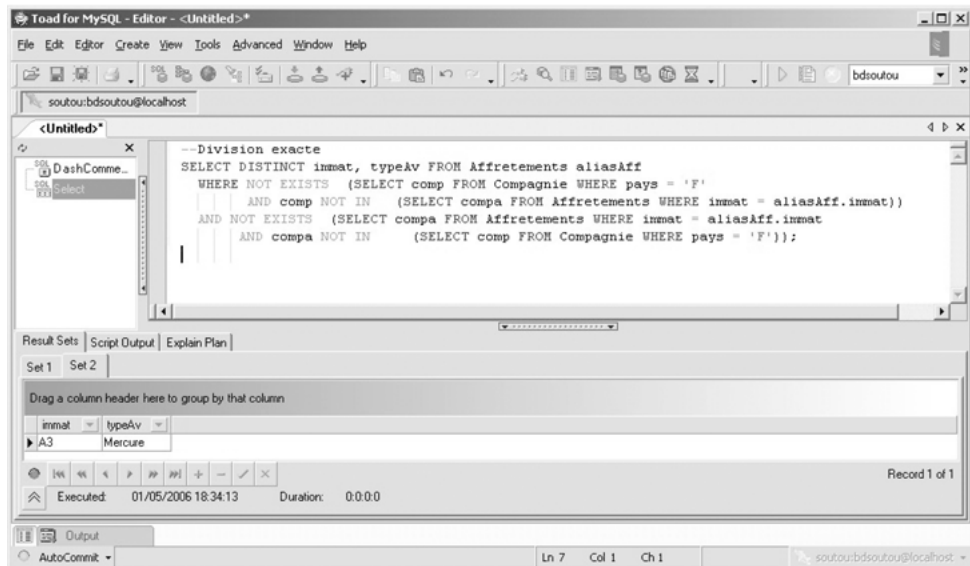 Toad for MySQL - Editor - <Untitled>*
File Edit Editor Create View Tools Advanced Window Help
bdsoutou
soutou:bdsoutou@localhost
<Untitled>*
DashComme...
Select
--Division exacte
SELECT DISTINCT immat, typeAv FROM Affretements aliasAff
WHERE NOT EXISTS (SELECT comp FROM Compagnie WHERE pays = 'F'
AND comp NOT IN (SELECT compa FROM Affretements WHERE immat = aliasAff.immat))
AND NOT EXISTS (SELECT compa FROM Affretements WHERE immat = aliasAff.immat
AND compa NOT IN (SELECT comp FROM Compagnie WHERE pays = 'F'));
Result Sets Script Output Explain Plan
Set 1 Set 2
Drag a column header here to group by that column
immat typeAv
A3 Mercure
Record 1 of 1
Executed: 01/05/2006 18:34:13 Duration: 0:0:0:0
Output
AutoCommit Ln 7 Col 1 Ch 1 soutou:bdsoutou@localhost